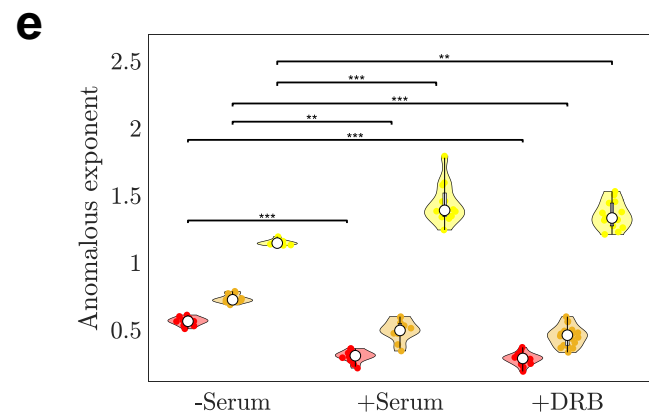 e
Anomalous exponent
2.5
2
1.5
1
0.5
**
***
***
**
***
***
-Serum
+Serum
+DRB